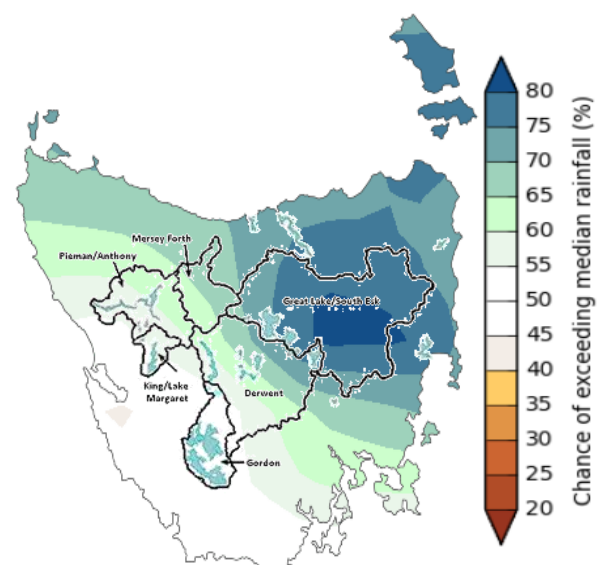 Mersey Forth
Pieman/Anthony
Great Lake/South Esk
King/Lake
Margaret
Derwent
Gordon
80
75
70
65
60
55
50
45
40
35
30
25
20
Chance of exceeding median rainfall (%)